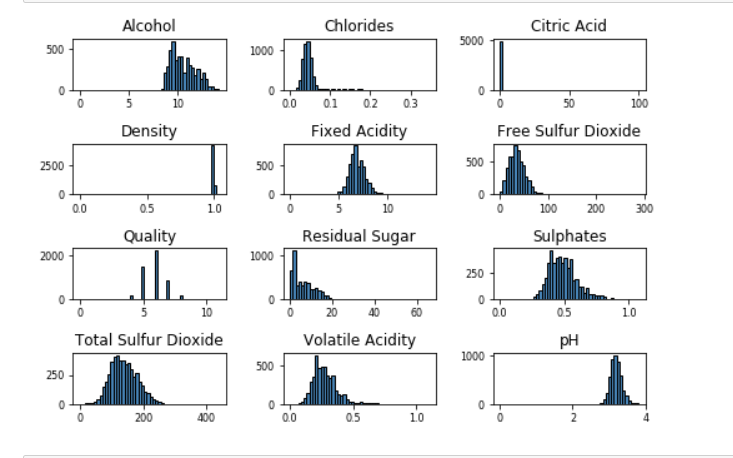 Alcohol Chlorides Citric Acid
500
0
0 5 10
1000
0
0.0 0.1 0.2 0.3
5000
0
0 50 100
Density Fixed Acidity Free Sulfur Dioxide
2500
0
0.0 0.5 1.0
500
0
0 5 10
500
0
0 100 200 300
Quality Residual Sugar Sulphates
2000
0
0 5 10
1000
0
0 20 40 60
250
0
0.0 0.5 1.0
Total Sulfur Dioxide Volatile Acidity pH
250
0
0 200 400
500
0
0.0 0.5 1.0
1000
0
0 2 4